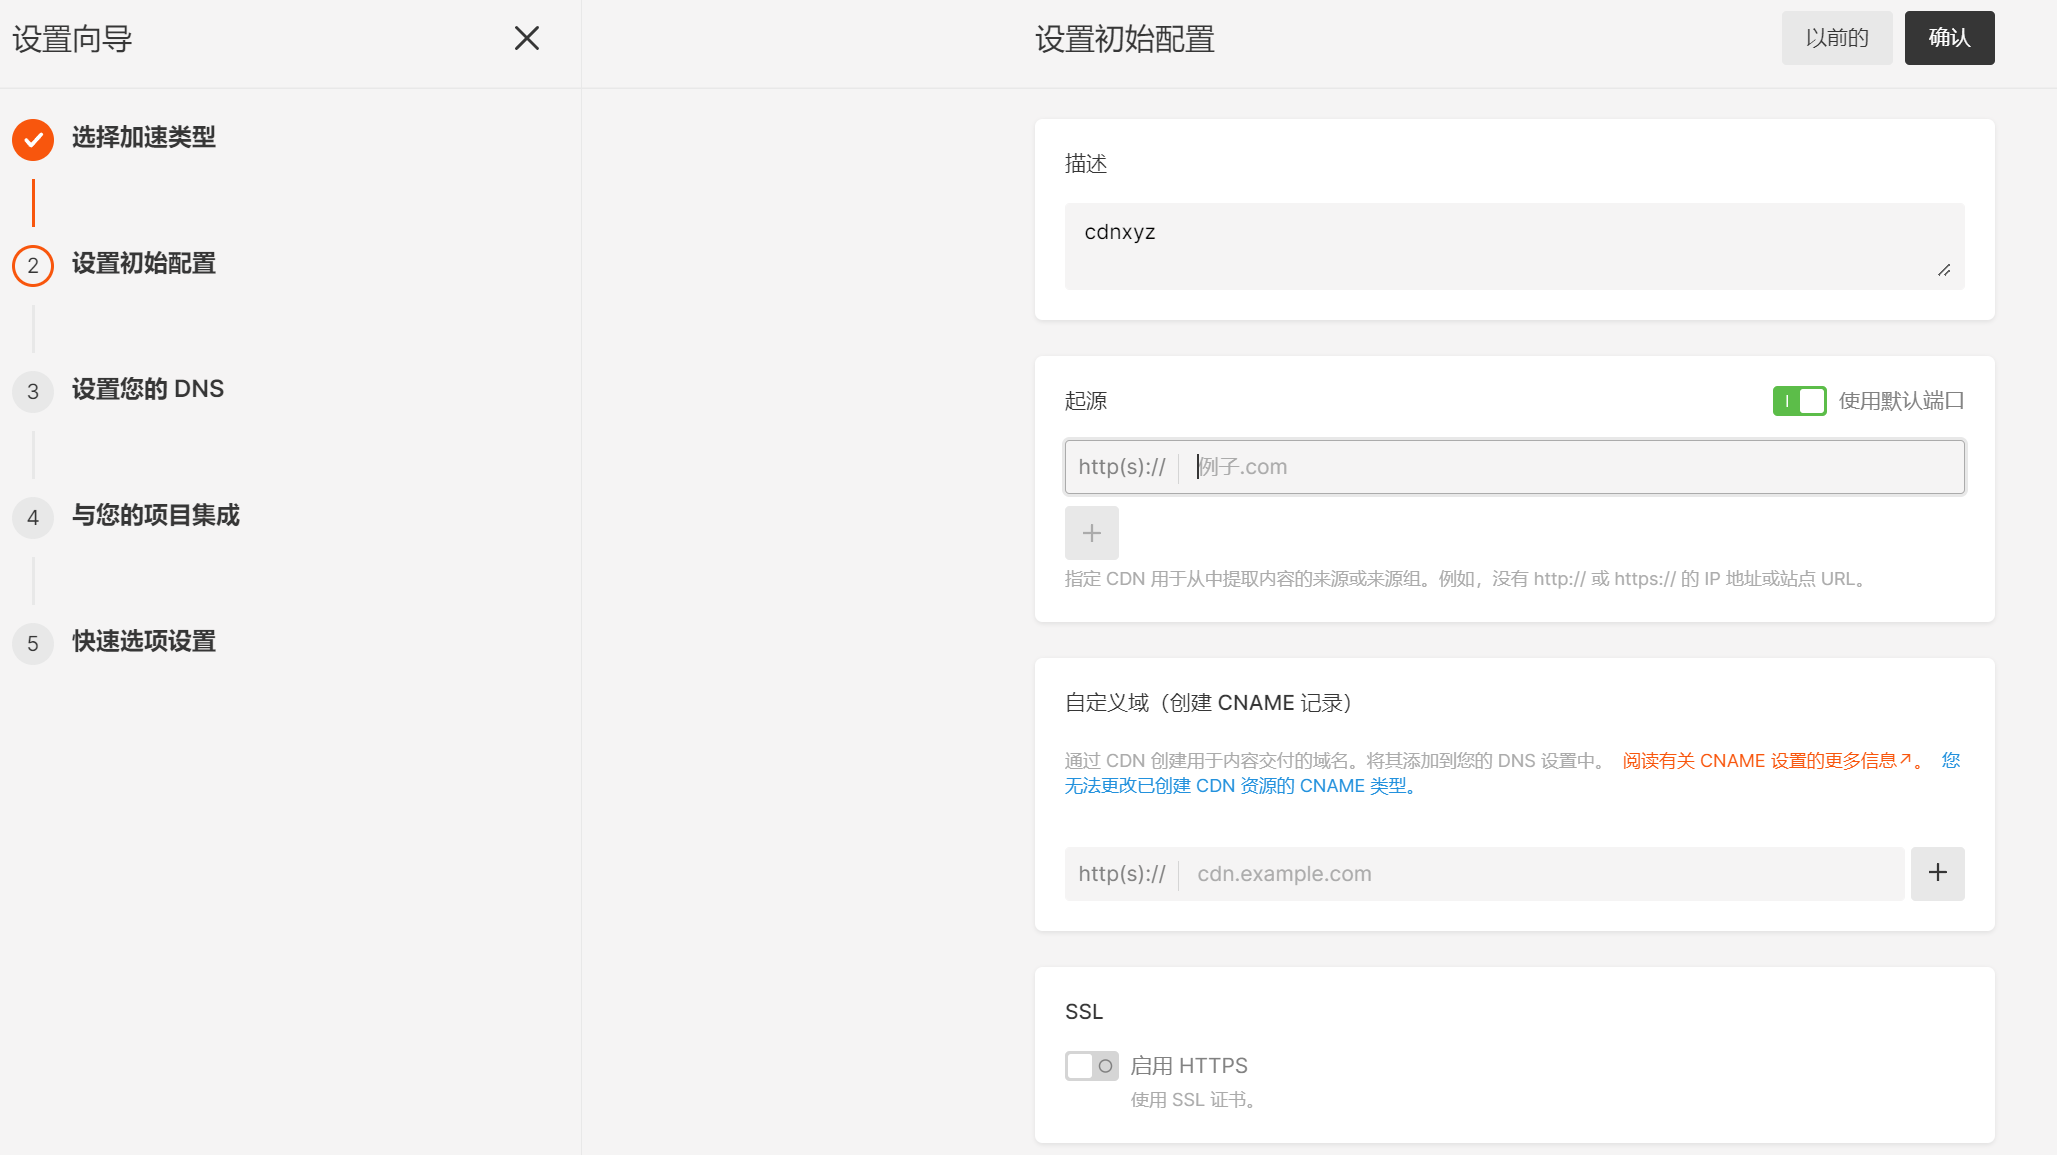 设置向导
选择加速类型
2 设置初始配置
3 设置您的 DNS
4 与您的项目集成
5 快速选项设置
设置初始配置
以前的
确认
描述
cdnxyz
起源
使用默认端口
http(s):// 例子.com
指定 CDN 用于从中提取内容的来源或来源组。例如，没有 http:// 或 https:// 的 IP 地址或站点 URL。
自定义域（创建 CNAME 记录）
通过 CDN 创建用于内容交付的域名。将其添加到您的 DNS 设置中。 阅读有关 CNAME 设置的更多信息↗。 您
无法更改已创建 CDN 资源的 CNAME 类型。
http(s):// cdn.example.com
SSL
启用 HTTPS
使用 SSL 证书。